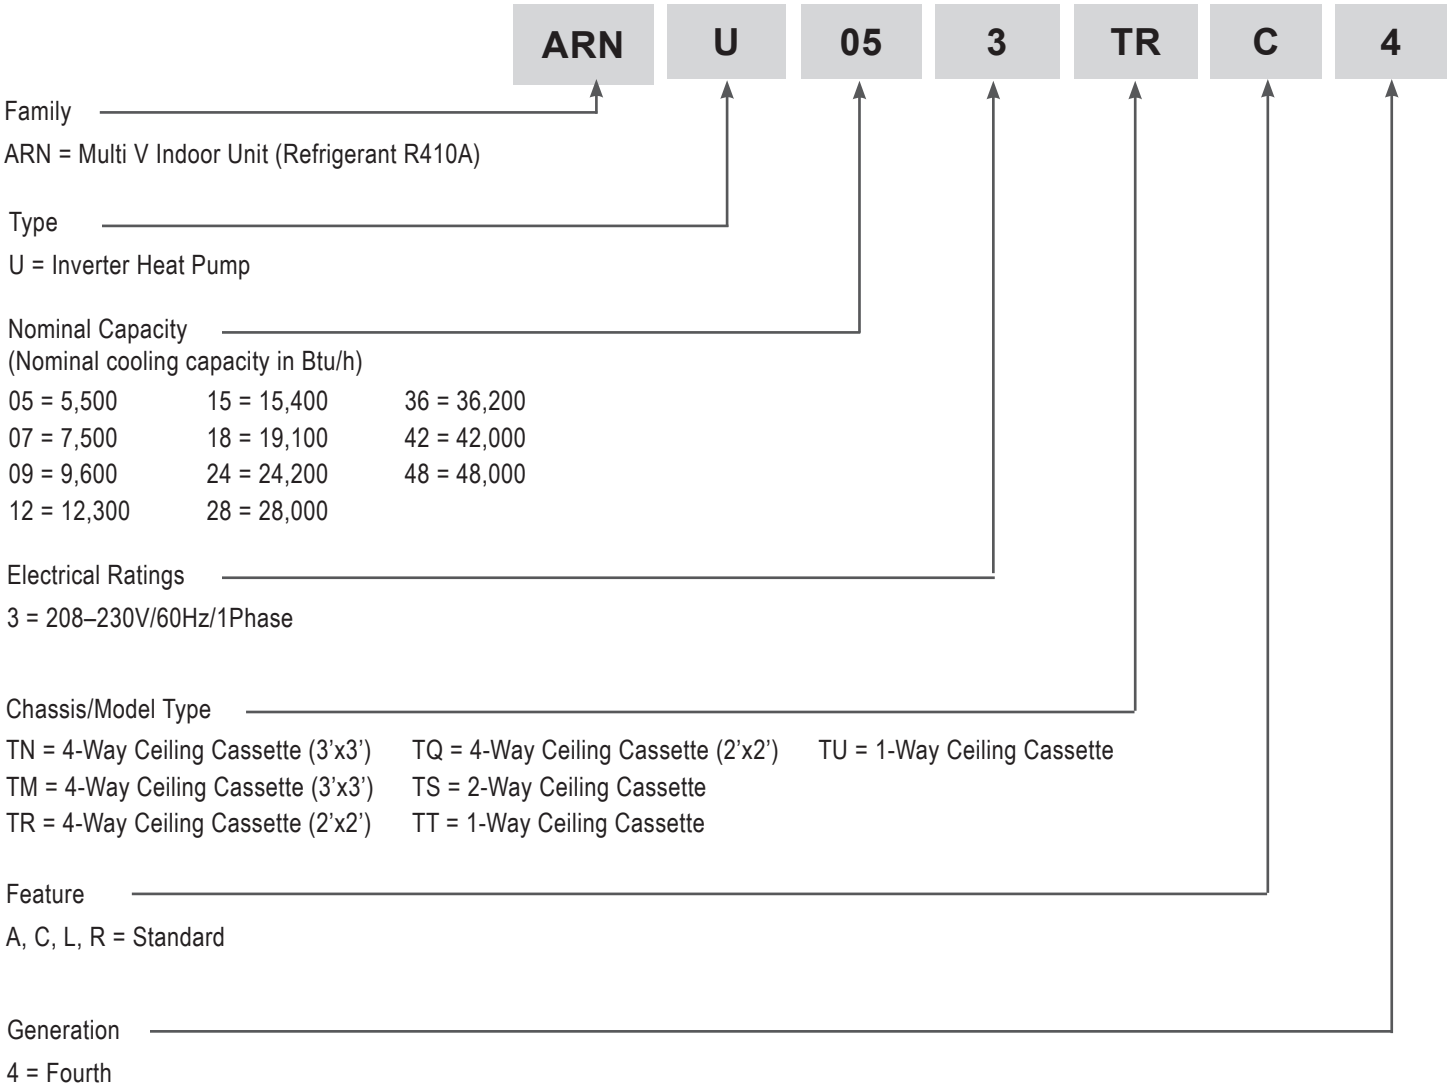 ARN U 05 3 TR C 4
Family
ARN = Multi V Indoor Unit (Refrigerant R410A)
Type
U = Inverter Heat Pump
Nominal Capacity
(Nominal cooling capacity in Btu/h)
05 = 5,500 15 = 15,400 36 = 36,200
07 = 7,500 18 = 19,100 42 = 42,000
09 = 9,600 24 = 24,200 48 = 48,000
12 = 12,300 28 = 28,000
Electrical Ratings
3 = 208–230V/60Hz/1Phase
Chassis/Model Type
TN = 4-Way Ceiling Cassette (3’x3’) TQ = 4-Way Ceiling Cassette (2’x2’) TU = 1-Way Ceiling Cassette
TM = 4-Way Ceiling Cassette (3’x3’) TS = 2-Way Ceiling Cassette
TR = 4-Way Ceiling Cassette (2’x2’) TT = 1-Way Ceiling Cassette
Feature
A, C, L, R = Standard
Generation
4 = Fourth